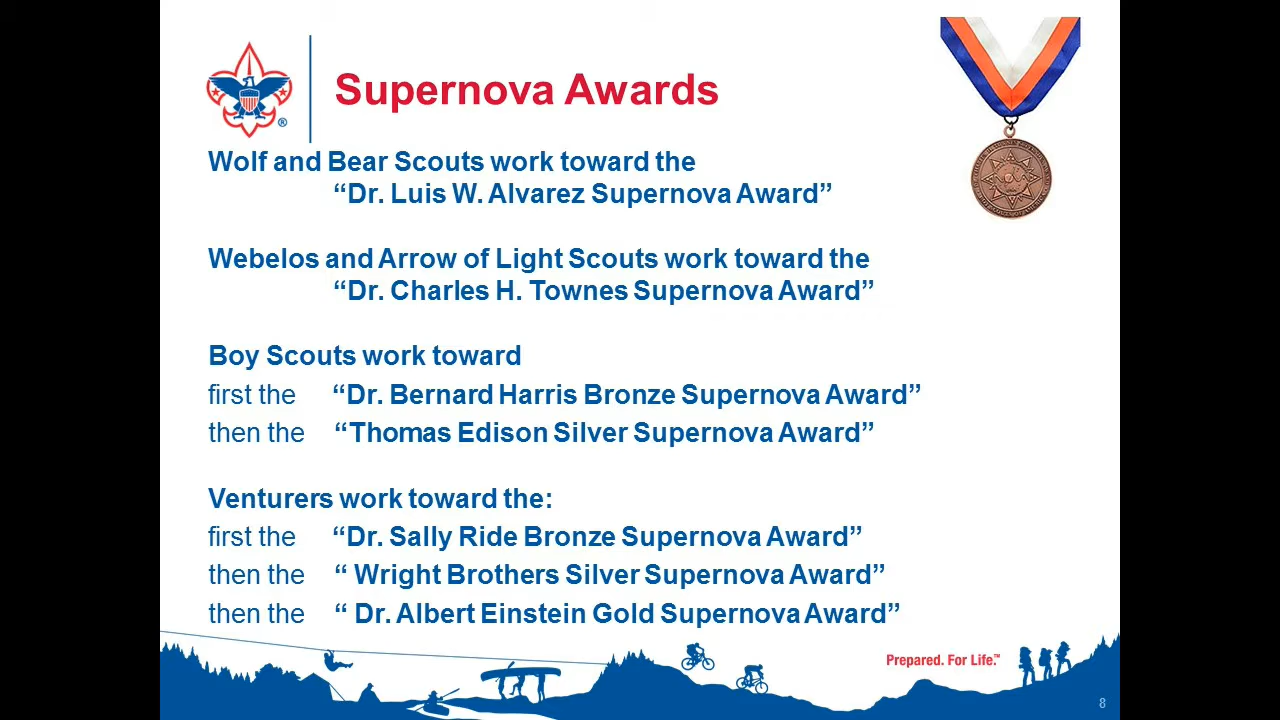 Supernova Awards
Wolf and Bear Scouts work toward the
“Dr. Luis W. Alvarez Supernova Award”
Webelos and Arrow of Light Scouts work toward the
“Dr. Charles H. Townes Supernova Award”
Boy Scouts work toward
first the “Dr. Bernard Harris Bronze Supernova Award”
then the “Thomas Edison Silver Supernova Award”
Venturers work toward the:
first the “Dr. Sally Ride Bronze Supernova Award”
then the “ Wright Brothers Silver Supernova Award”
then the “ Dr. Albert Einstein Gold Supernova Award”
Prepared. For Life.™
8